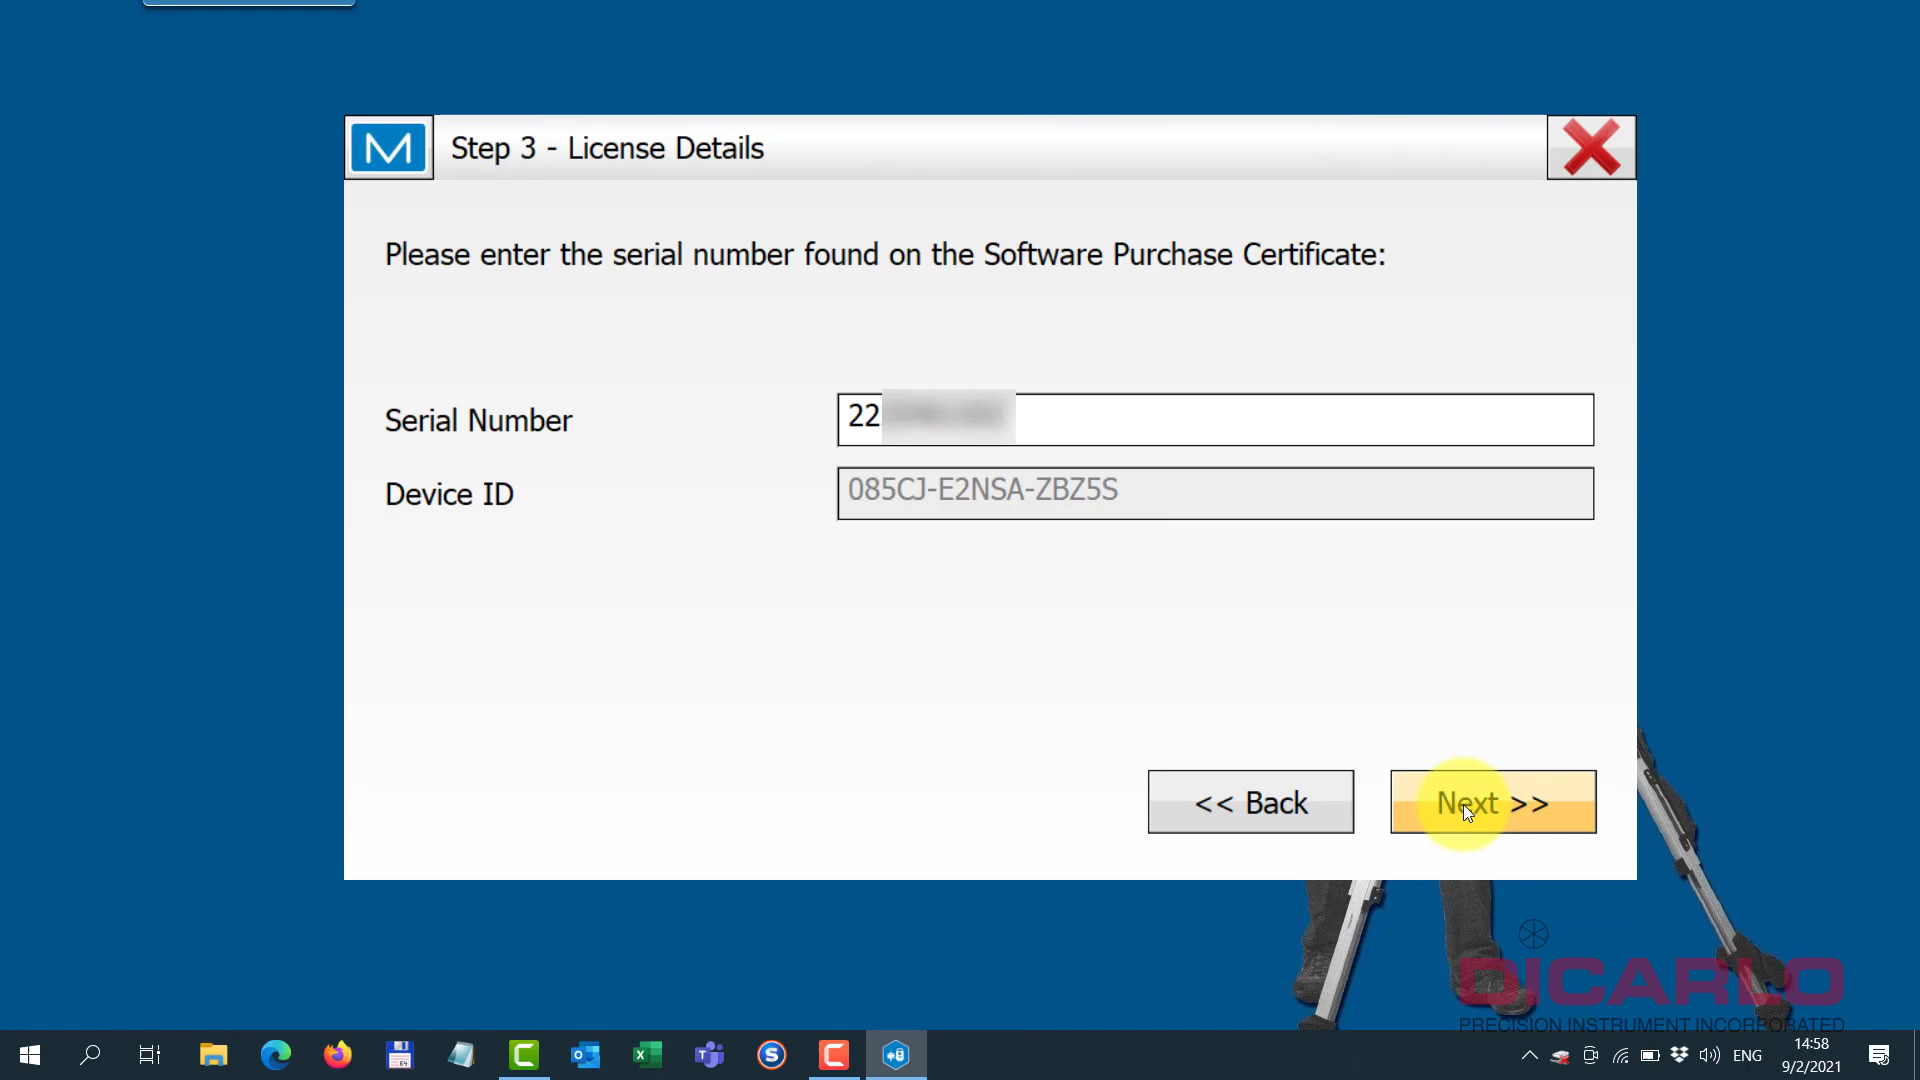 Step 3 - License Details
Please enter the serial number found on the Software Purchase Certificate:
Serial Number
22
Device ID
085CJ-E2NSA-ZBZ5S
<< Back
Next >>
DICARLO
PRECISION INSTRUMENT INCORPORATED
ENG
14:58
9/2/2021